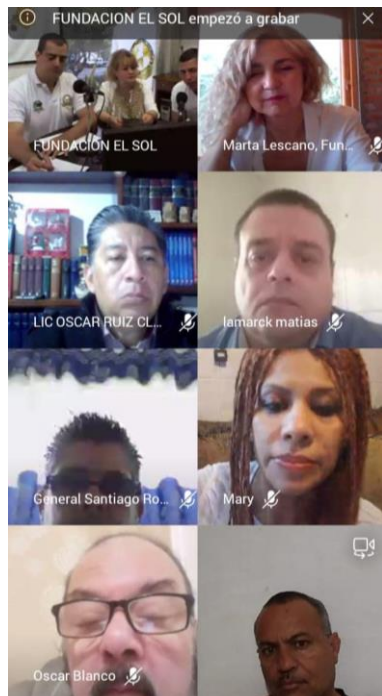 FUNDACION EL SOL empezó a grabar
FUNDACION EL SOL
Marta Lescano, Fun...
LIC OSCAR RUIZ CL...
lamarck matias
General Santiago Ro...
Mary
Oscar Blanco